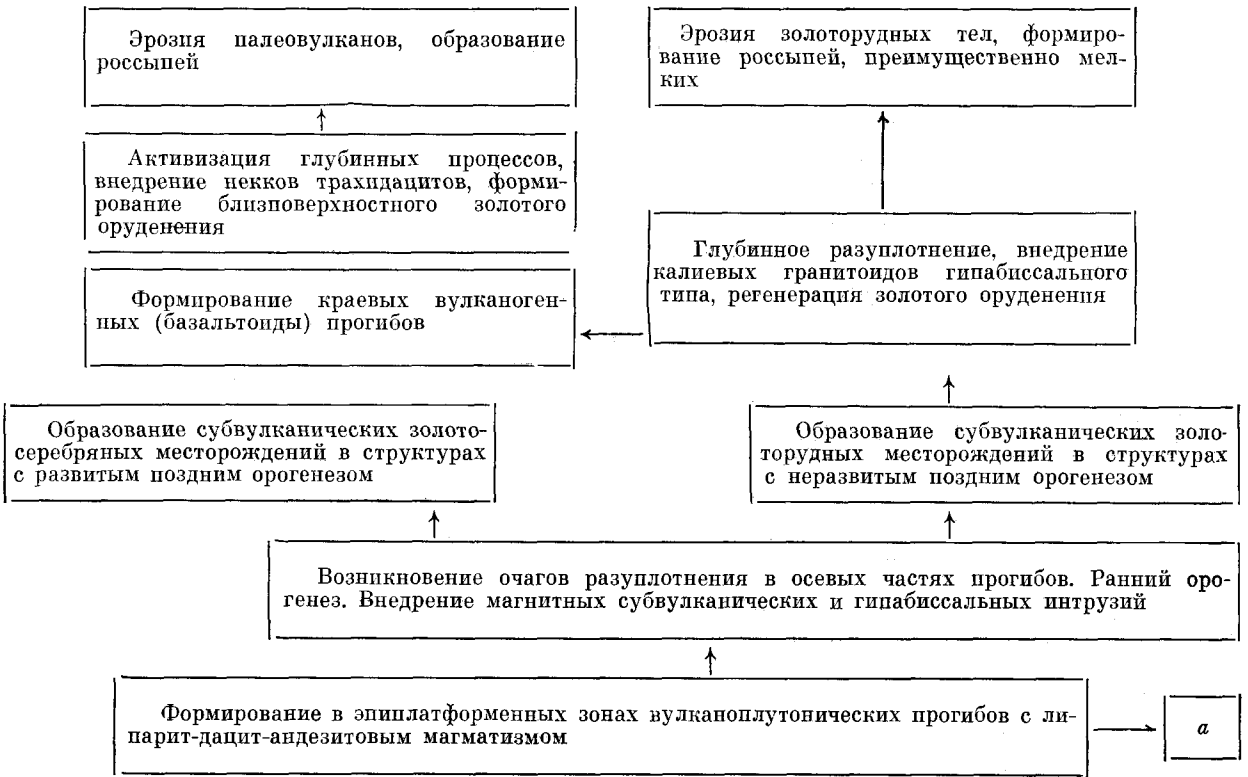 Эрозия палеовулканов, образование
россыпей
Эрозия золоторудных тел, формиро-
вание россыпей, преимущественно мел-
ких
Активизация глубинных процессов,
внедрение некков трахидацитов, форми-
рование близповерхностного золотого
оруденения
Глубинное разуплотнение, внедрение
калиевых гранитоидов гипабиссального
типа, регенерация золотого оруденения
Формирование краевых вулканоген-
ных (базальтоиды) прогибов
Образование субвулканических золото-
серебряных месторождений в структурах
с развитым поздним орогенезом
Образование субвулканических золо-
торудных месторождений в структурах
с неразвитым поздним орогенезом
Возникновение очагов разуплотнения в осевых частях прогибов. Ранний оро-
генез. Внедрение магнитных субвулканических и гипабиссальных интрузий
Формирование в эпиплатформенных зонах вулканоплутонических прогибов с ли-
парит-дацит-андезитовым магматизмом
а